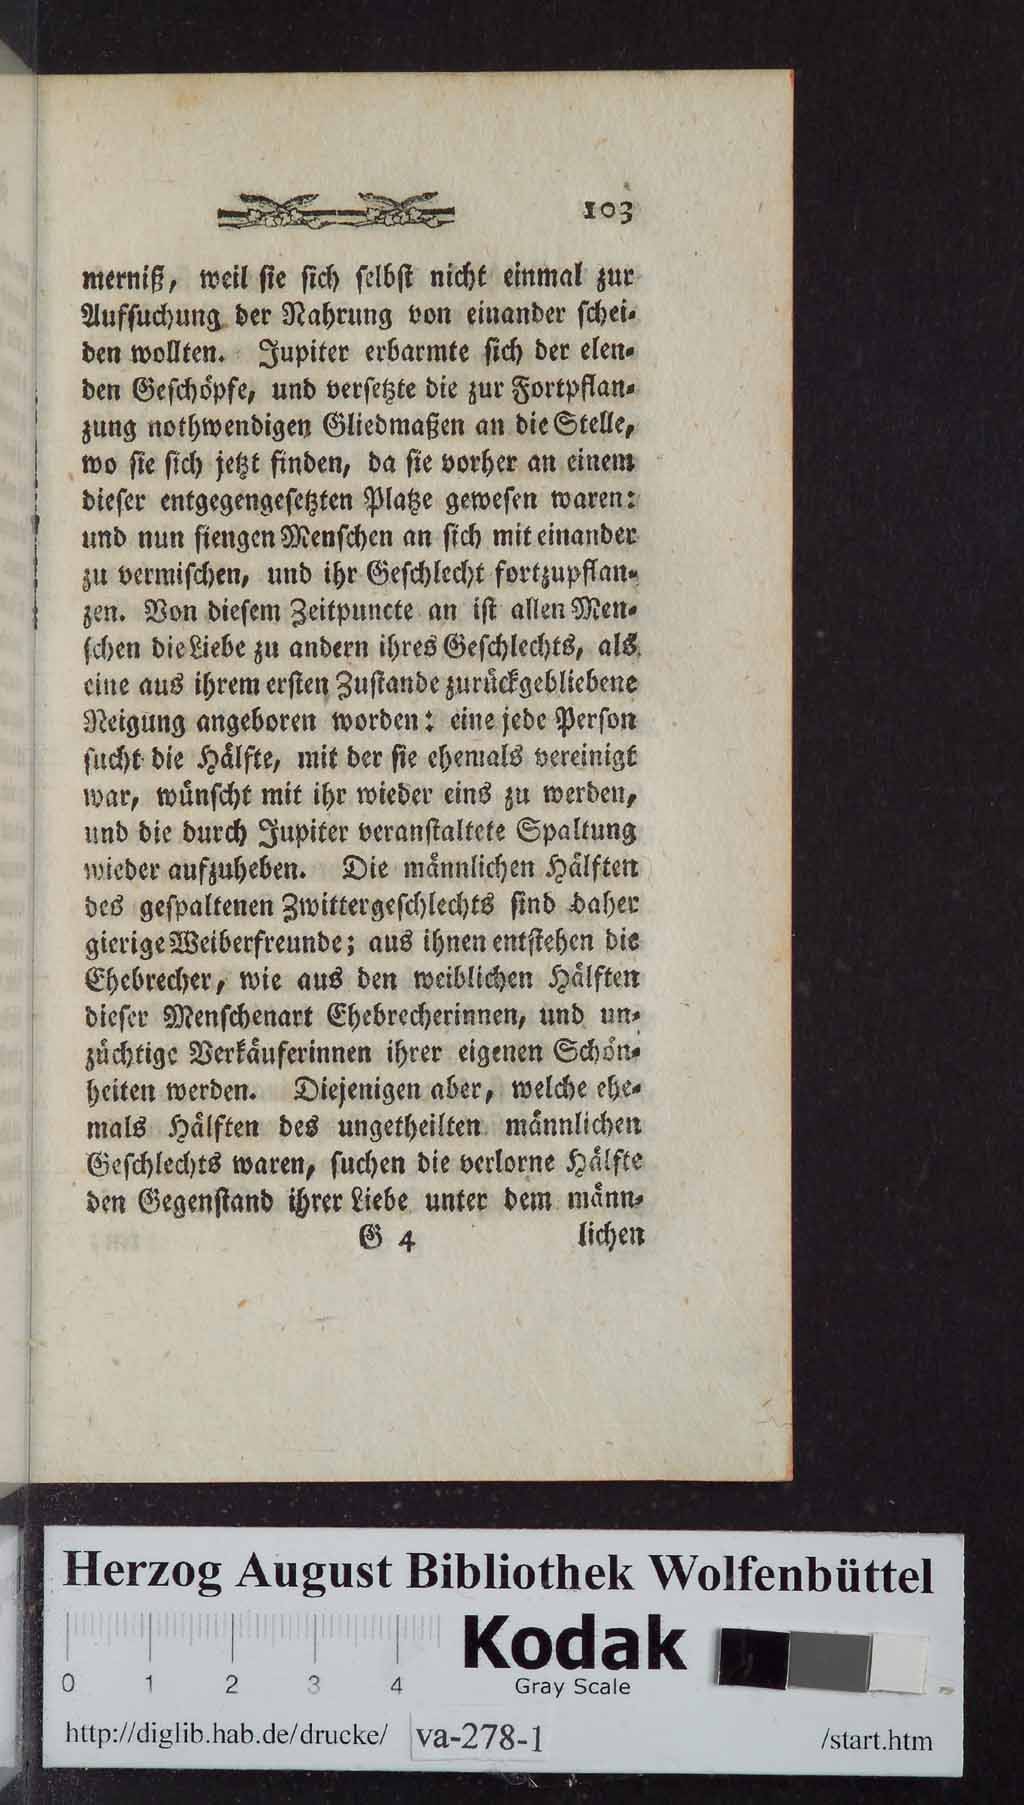 103
merniß, weil sie sich selbst nicht einmal zur
Aufsuchung der Nahrung von einander schei-
den wollten. Jupiter erbarmte sich der elen-
den Geschöpfe, und versetzte die zur Fortpflan-
zung nothwendigen Gliedmaßen an die Stelle,
wo sie sich jetzt finden, da sie vorher an einem
dieser entgegengesetzten Platze gewesen waren:
und nun fiengen Menschen an sich mit einander
zu vermischen, und ihr Geschlecht fortzupflan-
zen. Von diesem Zeitpuncte an ist allen Men-
schen die Liebe zu andern ihres Geschlechts, als
eine aus ihrem ersten Zustande zurückgebliebene
Neigung angeboren worden: eine jede Person
sucht die Hälfte, mit der sie ehemals vereinigt
war, wünscht mit ihr wieder eins zu werden,
und die durch Jupiter veranstaltete Spaltung
wieder aufzuheben. Die männlichen Hälften
des gespaltenen Zwittergeschlechts sind daher
gierige Weiberfreunde; aus ihnen entstehen die
Ehebrecher, wie aus den weiblichen Hälften
dieser Menschenart Ehebrecherinnen, und un-
züchtige Verkäuferinnen ihrer eigenen Schön-
heiten werden. Diejenigen aber, welche ehe-
mals Hälften des ungetheilten männlichen
Geschlechts waren, suchen die verlorne Hälfte
den Gegenstand ihrer Liebe unter dem männ-
G 4 lichen
Herzog August Bibliothek Wolfenbüttel
Kodak
0 1 2 3 4 Gray Scale
http://diglib.hab.de/drucke/ va-278-1 /start.htm